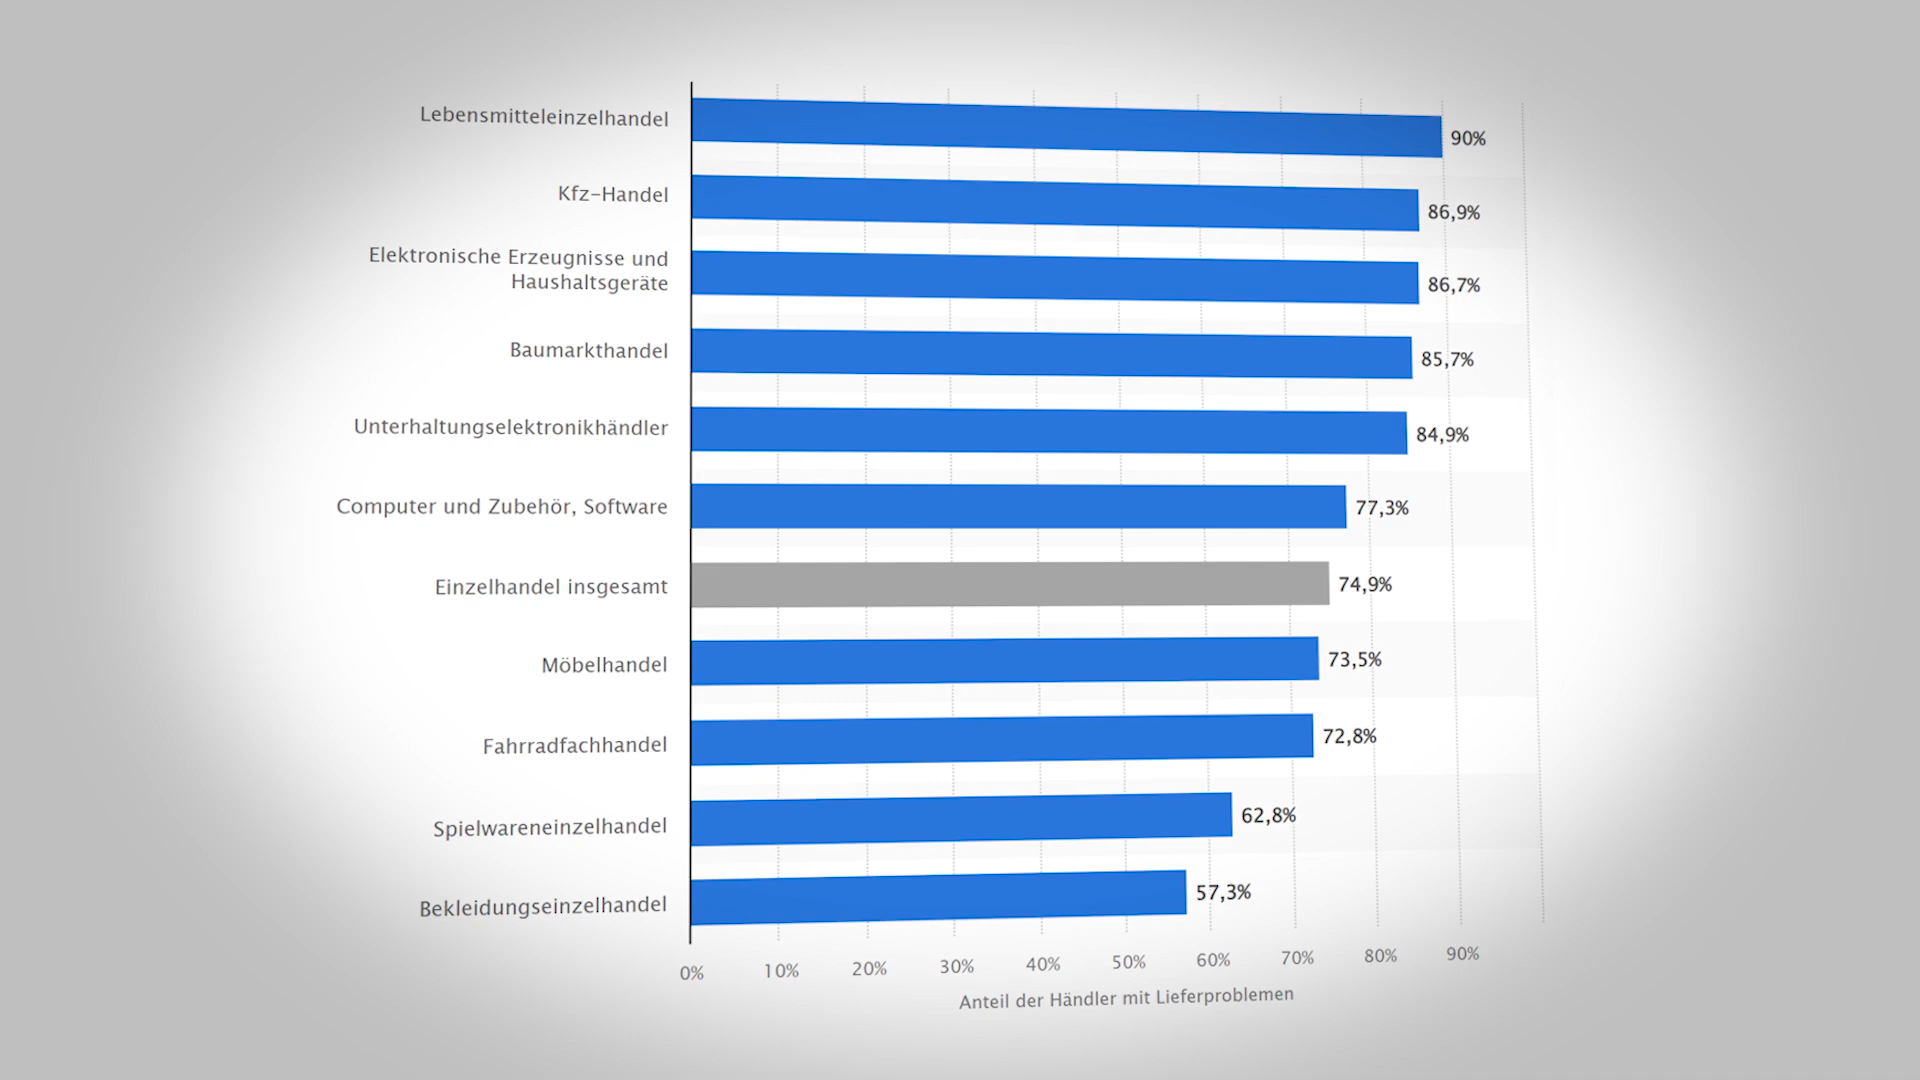 Lebensmitteleinzelhandel
90%
Kfz-Handel
86,9%
Elektronische Erzeugnisse und
Haushaltsgeräte
86,7%
Baumarkthandel
85,7%
Unterhaltungselektronikhändler
84,9%
Computer und Zubehör, Software
77,3%
Einzelhandel insgesamt
74,9%
Möbelhandel
73,5%
Fahrradfachhandel
72,8%
Spielwareneinzelhandel
62,8%
Bekleidungseinzelhandel
57,3%
0% 10% 20% 30% 40% 50% 60% 70% 80% 90%
Anteil der Händler mit Lieferproblemen